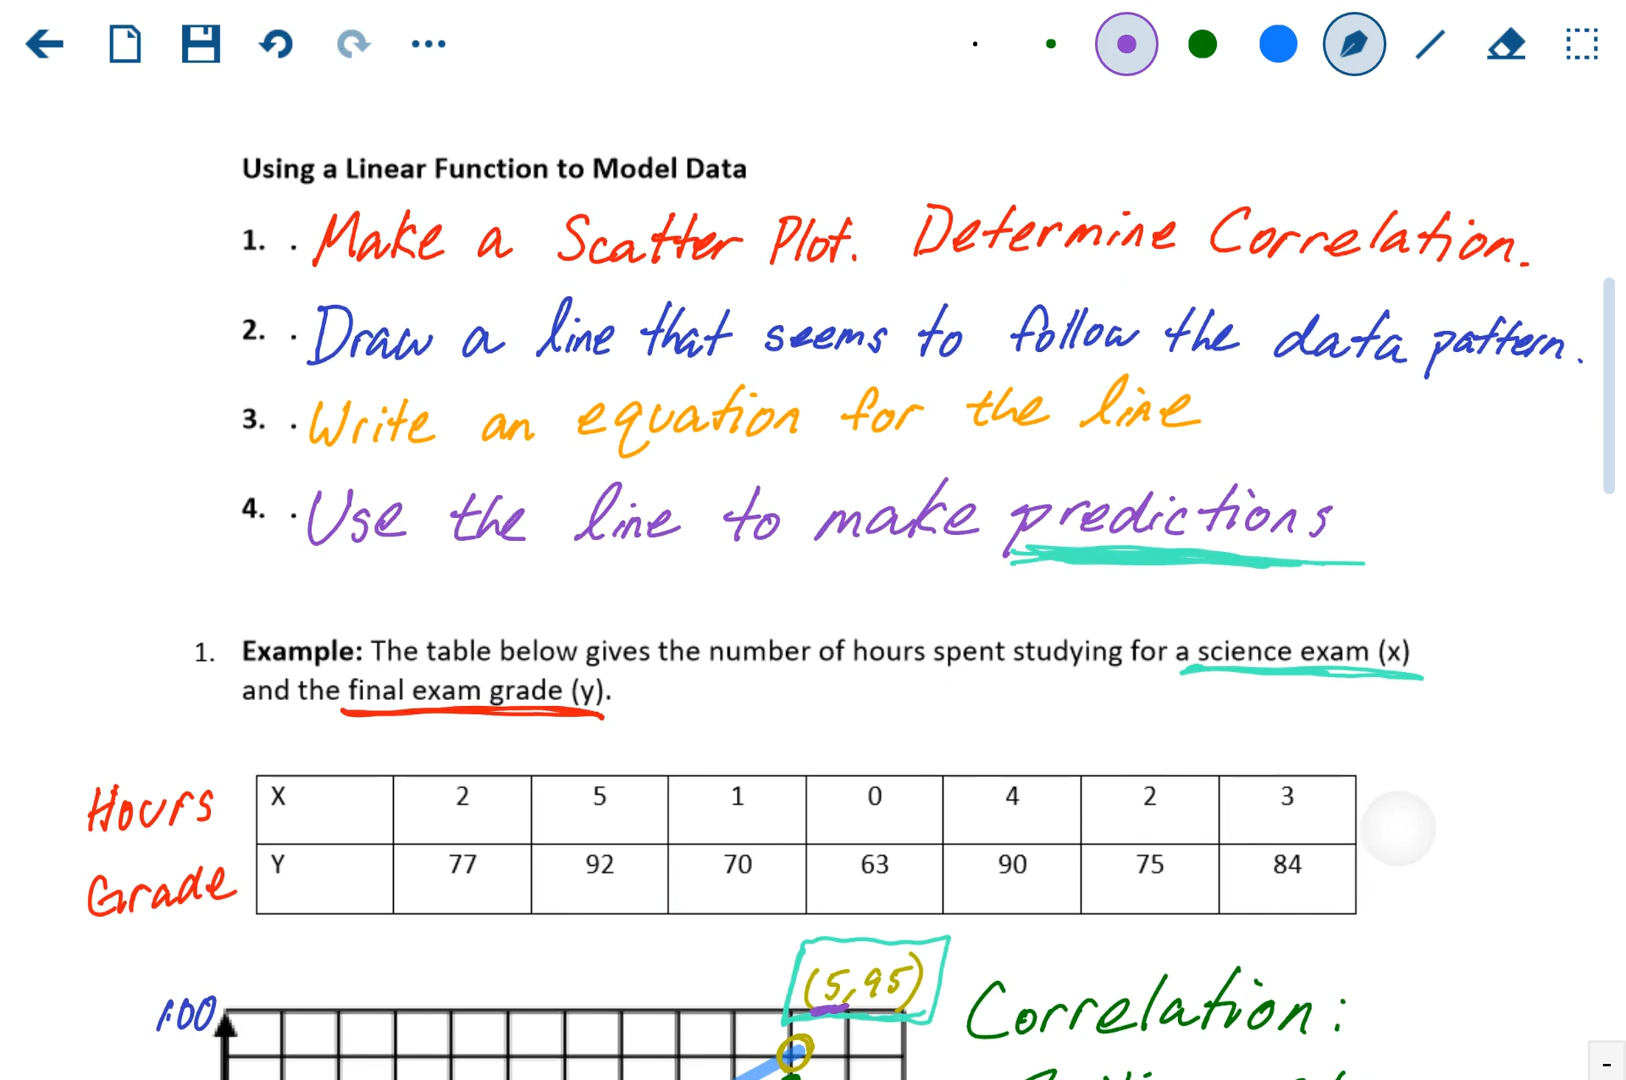 Using a Linear Function to Model Data
1. . Make a Scatter Plot. Determine Correlation.
2. . Draw a line that seems to follow the data pattern.
3. . Write an equation for the line
4. . Use the line to make predictions
1. Example: The table below gives the number of hours spent studying for a science exam (x)
and the final exam grade (y).
Hours X 2 5 1 0 4 2 3
Grade Y 77 92 70 63 90 75 84
(5,95)
100
Correlation: